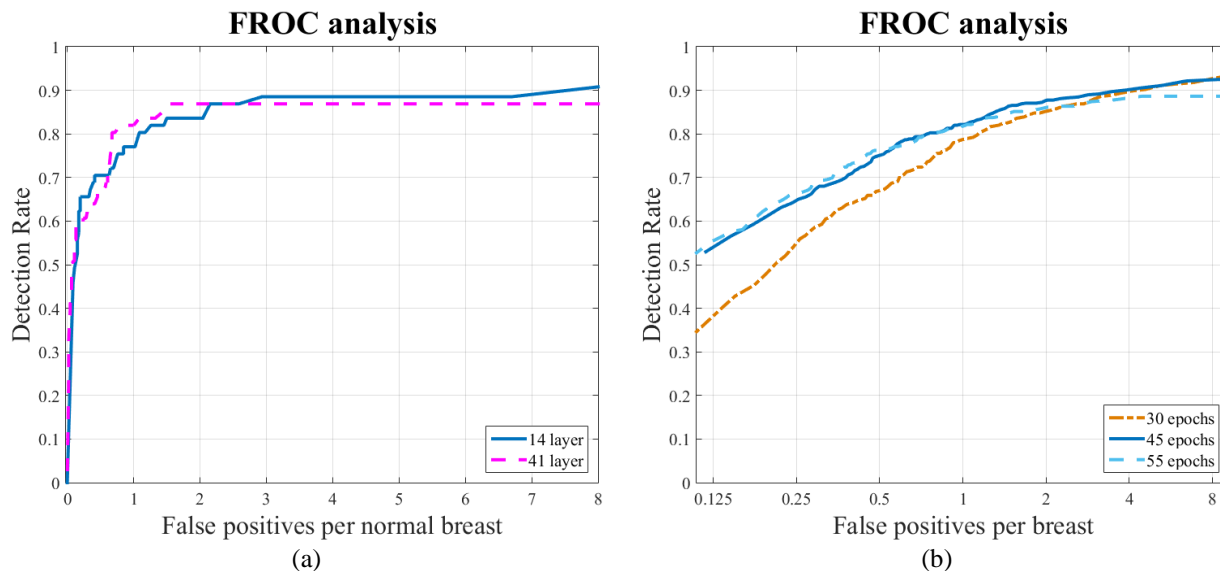 FROC analysis
1
0.9
0.8
0.7
0.6
0.5
0.4
0.3
0.2
0.1
0
Detection Rate
0 1 2 3 4 5 6 7 8
False positives per normal breast
14 layer
41 layer
(a)
FROC analysis
1
0.9
0.8
0.7
0.6
0.5
0.4
0.3
0.2
0.1
0
Detection Rate
0.125 0.25 0.5 1 2 4 8
False positives per breast
30 epochs
45 epochs
55 epochs
(b)